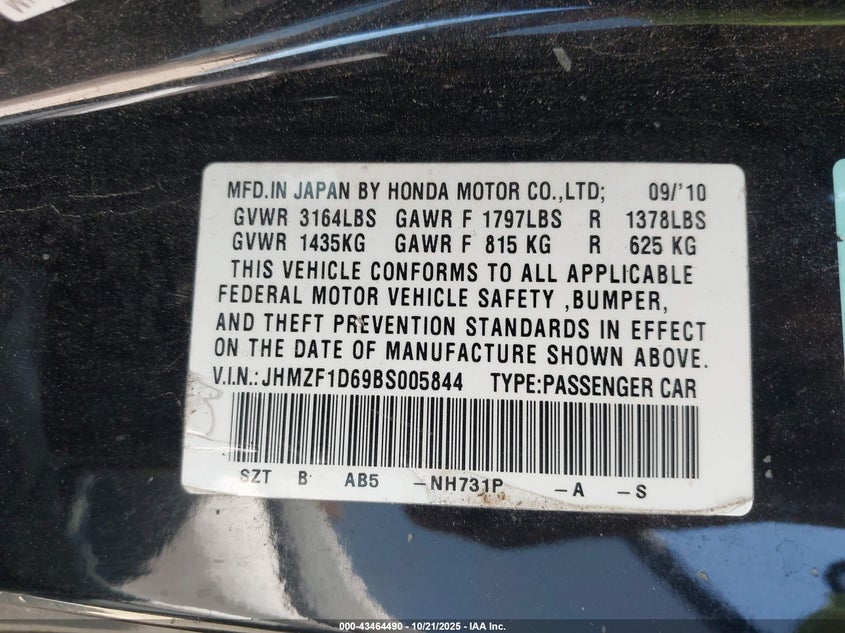 MFD.IN JAPAN BY HONDA MOTOR CO.,LTD; 09/'10
GVWR 3164LBS GAWR F 1797LBS R 1378LBS
GVWR 1435KG GAWR F 815 KG R 625 KG
THIS VEHICLE CONFORMS TO ALL APPLICABLE
FEDERAL MOTOR VEHICLE SAFETY ,BUMPER,
AND THEFT PREVENTION STANDARDS IN EFFECT
ON THE DATE OF MANUFACTURE SHOWN ABOVE.
V.I.N.:JHMZF1D69BS005844 TYPE:PASSENGER CAR
SZT B AB5 -NH731P -A -S
000-43464490 - 10/21/2025 - IAA Inc.